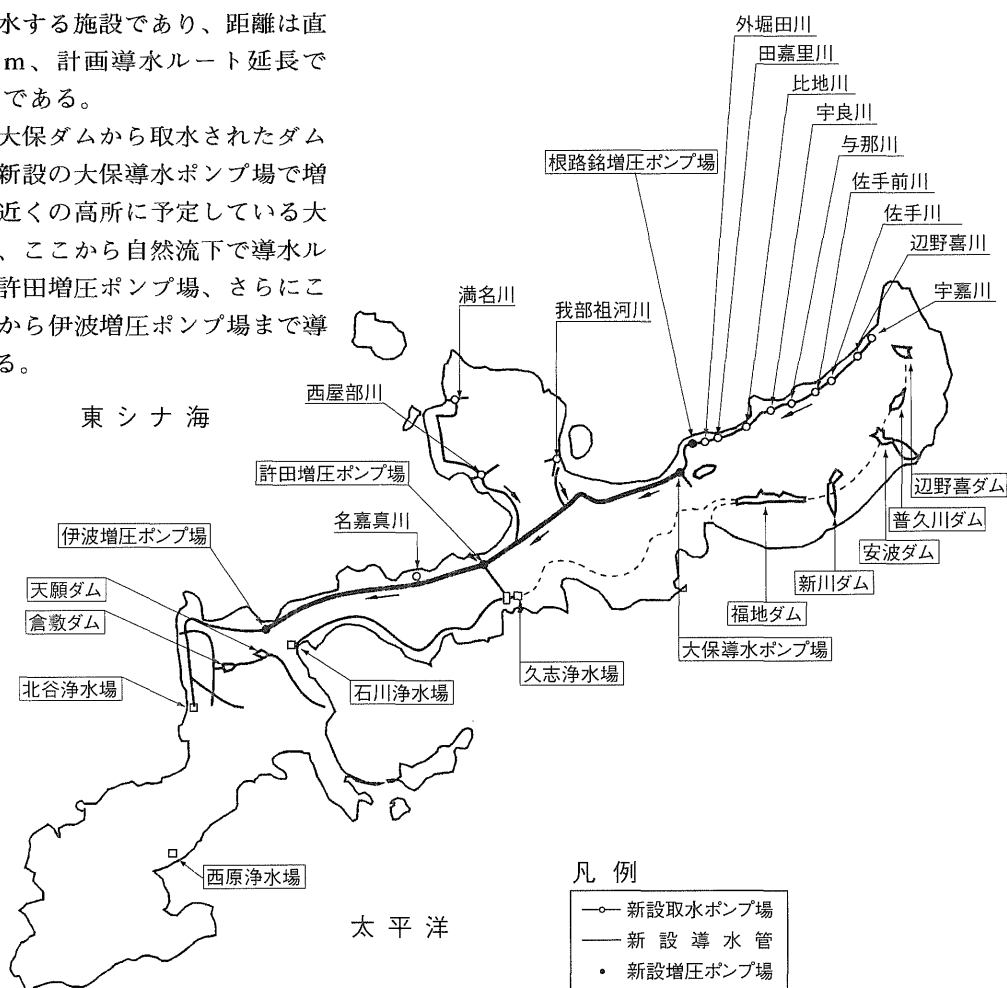 水する施設であり、距離は直
m、計画導水ルート延長で
である。
大保ダムから取水されたダム
新設の大保導水ポンプ場で増
近くの高所に予定している大
、ここから自然流下で導水ル
許田増圧ポンプ場、さらにこ
から伊波増圧ポンプ場まで導
る。
外堀田川
田嘉里川
比地川
宇良川
与那川
佐手前川
佐手川
辺野喜川
宇嘉川
根路銘増圧ポンプ場
満名川
我部祖河川
西屋部川
東シナ海
許田増圧ポンプ場
名嘉真川
伊波増圧ポンプ場
天願ダム
倉敷ダム
北谷浄水場
石川浄水場
久志浄水場
大保導水ポンプ場
福地ダム
新川ダム
安波ダム
普久川ダム
辺野喜ダム
西原浄水場
太平洋
凡例
新設取水ポンプ場
新設導水管
新設増圧ポンプ場